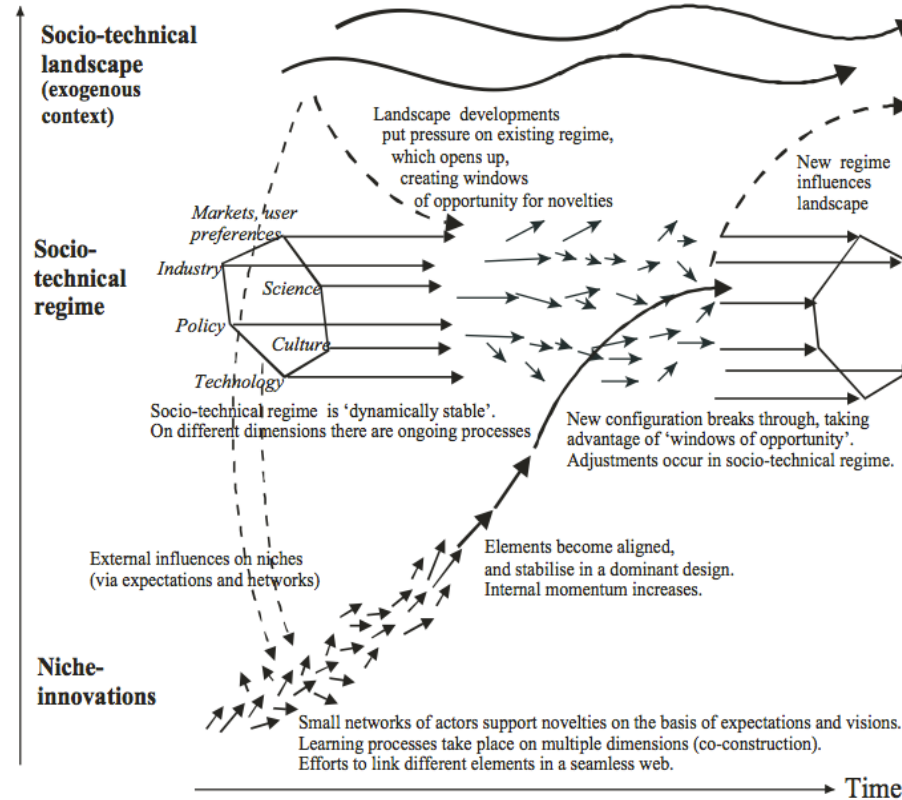 Socio-technical
landscape
(exogenous
context)
Landscape developments
put pressure on existing regime,
which opens up,
creating windows
of opportunity for novelties
New regime
influences
landscape
Markets, user
preferences
Socio-
technical
regime
Industry
Science
Policy
Culture
Technology
Socio-technical regime is ‘dynamically stable’.
On different dimensions there are ongoing processes
New configuration breaks through, taking
advantage of ‘windows of opportunity’.
Adjustments occur in socio-technical regime.
External influences on niches
(via expectations and networks)
Elements become aligned,
and stabilise in a dominant design.
Internal momentum increases.
Niche-
innovations
Small networks of actors support novelties on the basis of expectations and visions.
Learning processes take place on multiple dimensions (co-construction).
Efforts to link different elements in a seamless web.
Time